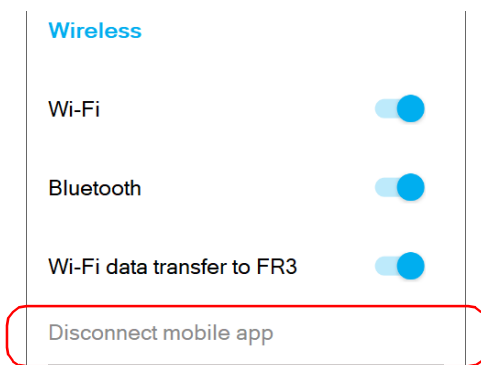 Wireless
Wi-Fi
Bluetooth
Wi-Fi data transfer to FR3
Disconnect mobile app